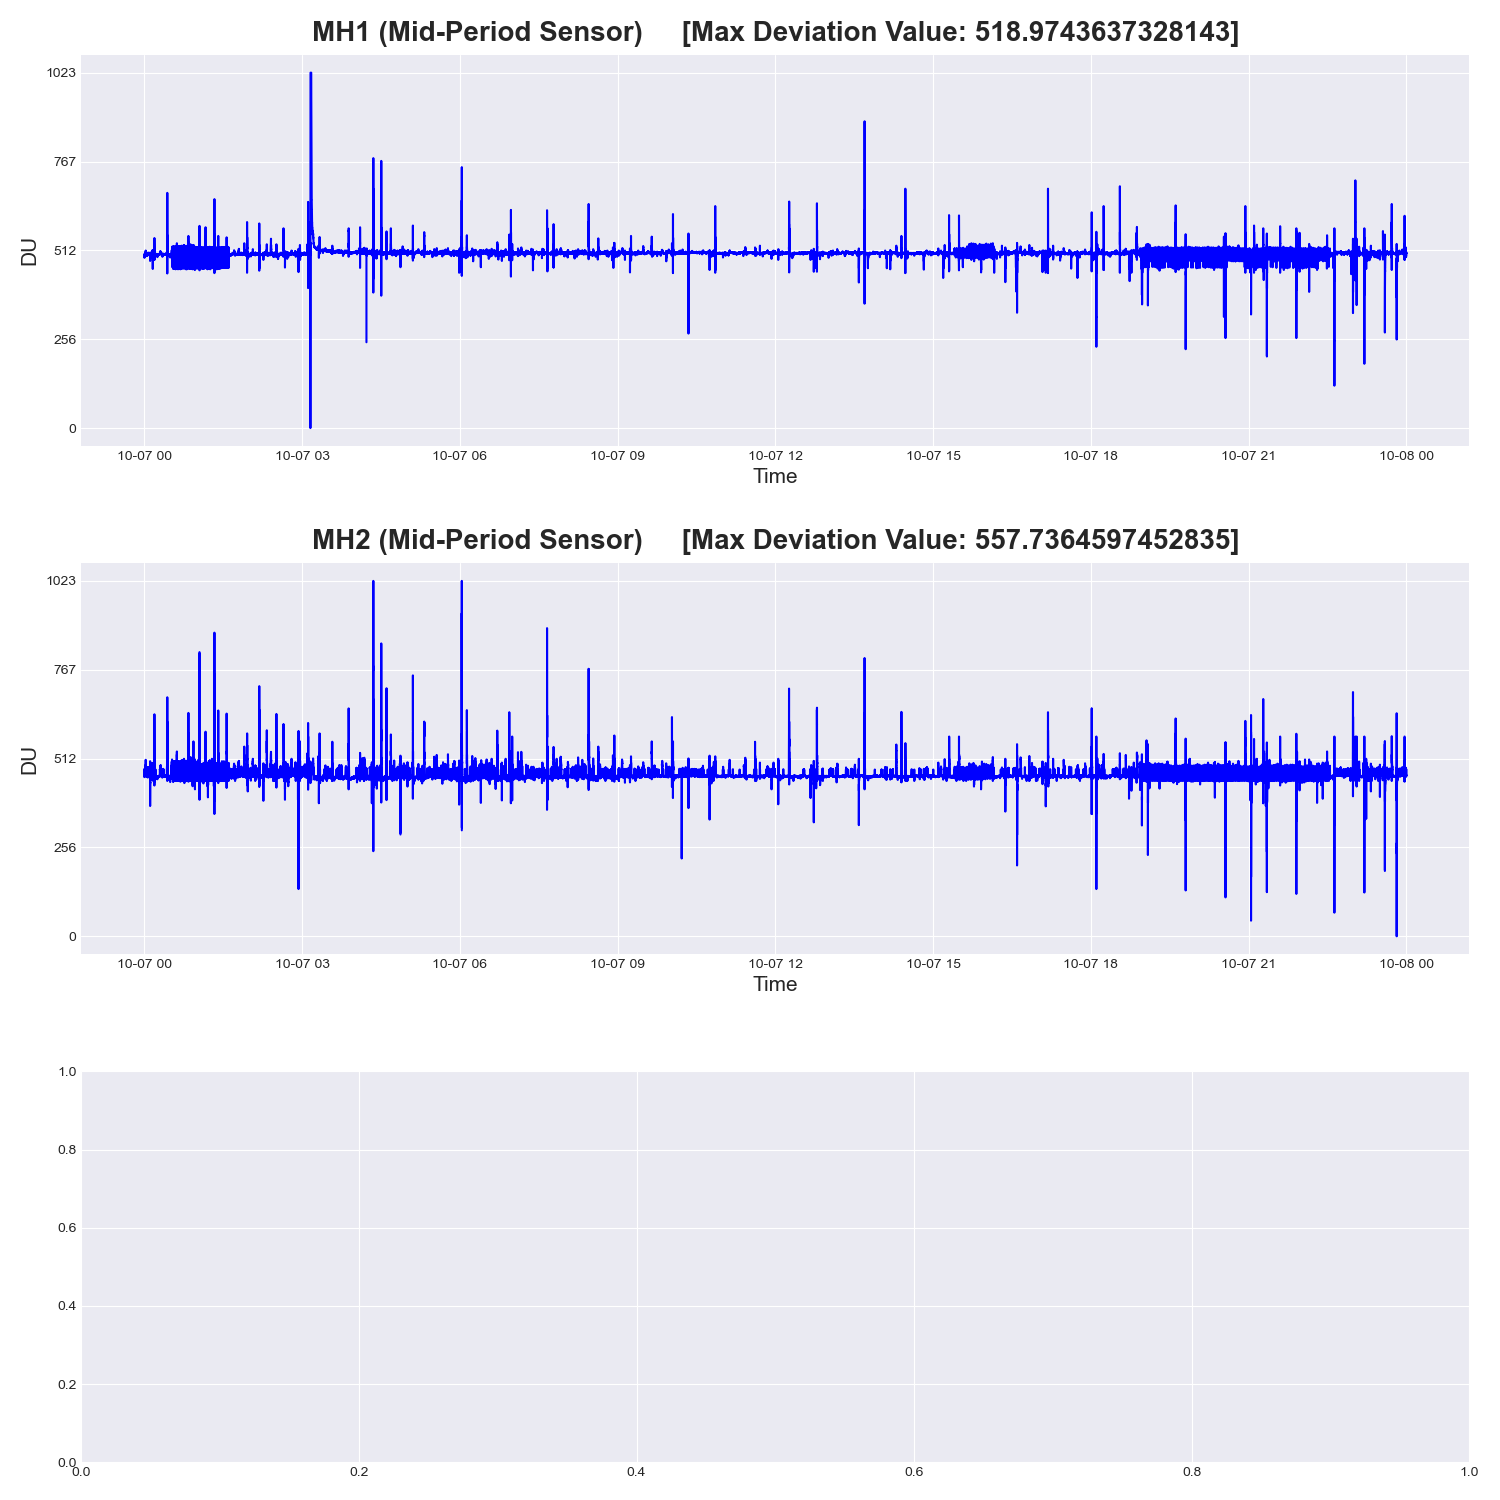 MH1 (Mid-Period Sensor) [Max Deviation Value: 518.9743637328143]
1023
767
512
256
0
DU
10-07 00 10-07 03 10-07 06 10-07 09 10-07 12 10-07 15 10-07 18 10-07 21 10-08 00
Time
MH2 (Mid-Period Sensor) [Max Deviation Value: 557.7364597452835]
1023
767
512
256
0
DU
10-07 00 10-07 03 10-07 06 10-07 09 10-07 12 10-07 15 10-07 18 10-07 21 10-08 00
Time
1.0
0.8
0.6
0.4
0.2
0.0
0.0 0.2 0.4 0.6 0.8 1.0